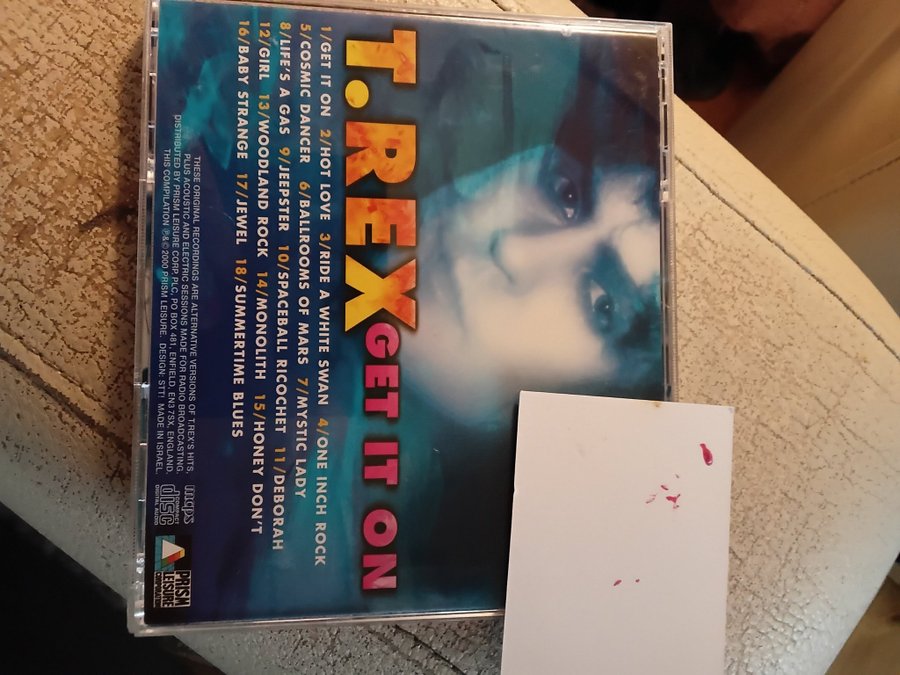 T.REX GET IT ON
1/GET IT ON 2/HOT LOVE 3/RIDE A WHITE SWAN 4/ONE INCH ROCK
5/COSMIC DANCER 6/BALLROOMS OF MARS 7/MYSTIC LADY
8/LIFE'S A GAS 9/JEEPSTER 10/SPACEBALL RICOCHET 11/DEBORAH
12/GIRL 13/WOODLAND ROCK 14/MONOLITH 15/HONEY DON'T
16/BABY STRANGE 17/JEWEL 18/SUMMERTIME BLUES
THESE ORIGINAL RECORDINGS ARE ALTERNATIVE VERSIONS OF T.REX'S HITS,
PLUS ACOUSTIC AND ELECTRIC SESSIONS MADE FOR RADIO BROADCASTING.
DISTRIBUTED BY PRISM LEISURE CORP. PLC, PO BOX 481, ENFIELD, EN3 7SX, ENGLAND.
THIS COMPILATION ℗ & © 2000 PRISM LEISURE. DESIGN: STT! MADE IN ISRAEL.
mcps
COMPACT
disc
DIGITAL AUDIO
PRISM
LEISURE